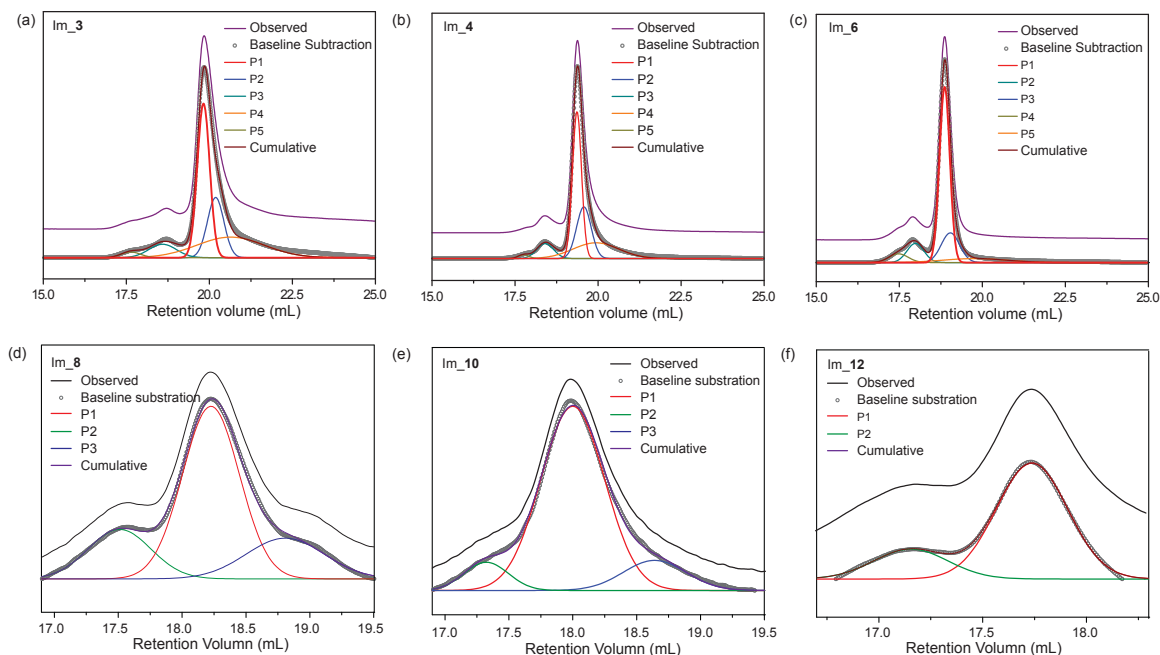 (a)
Im_3
Observed
Baseline Subtraction
P1
P2
P3
P4
P5
Cumulative
15.0 17.5 20.0 22.5 25.0
Retention volume (mL)
(b)
Im_4
Observed
Baseline Subtraction
P1
P2
P3
P4
P5
Cumulative
15.0 17.5 20.0 22.5 25.0
Retention volume (mL)
(c)
Im_6
Observed
Baseline Subtraction
P1
P2
P3
P4
P5
Cumulative
15.0 17.5 20.0 22.5 25.0
Retention volume (mL)
(d)
Im_8
Observed
Baseline substration
P1
P2
P3
Cumulative
17.0 17.5 18.0 18.5 19.0 19.5
Retention Volumn (mL)
(e)
Im_10
Observed
Baseline substration
P1
P2
P3
Cumulative
17.0 17.5 18.0 18.5 19.0 19.5
Retention Volumn (mL)
(f)
Im_12
Observed
Baseline substration
P1
P2
Cumulative
17.0 17.5 18.0
Retention Volumn (mL)